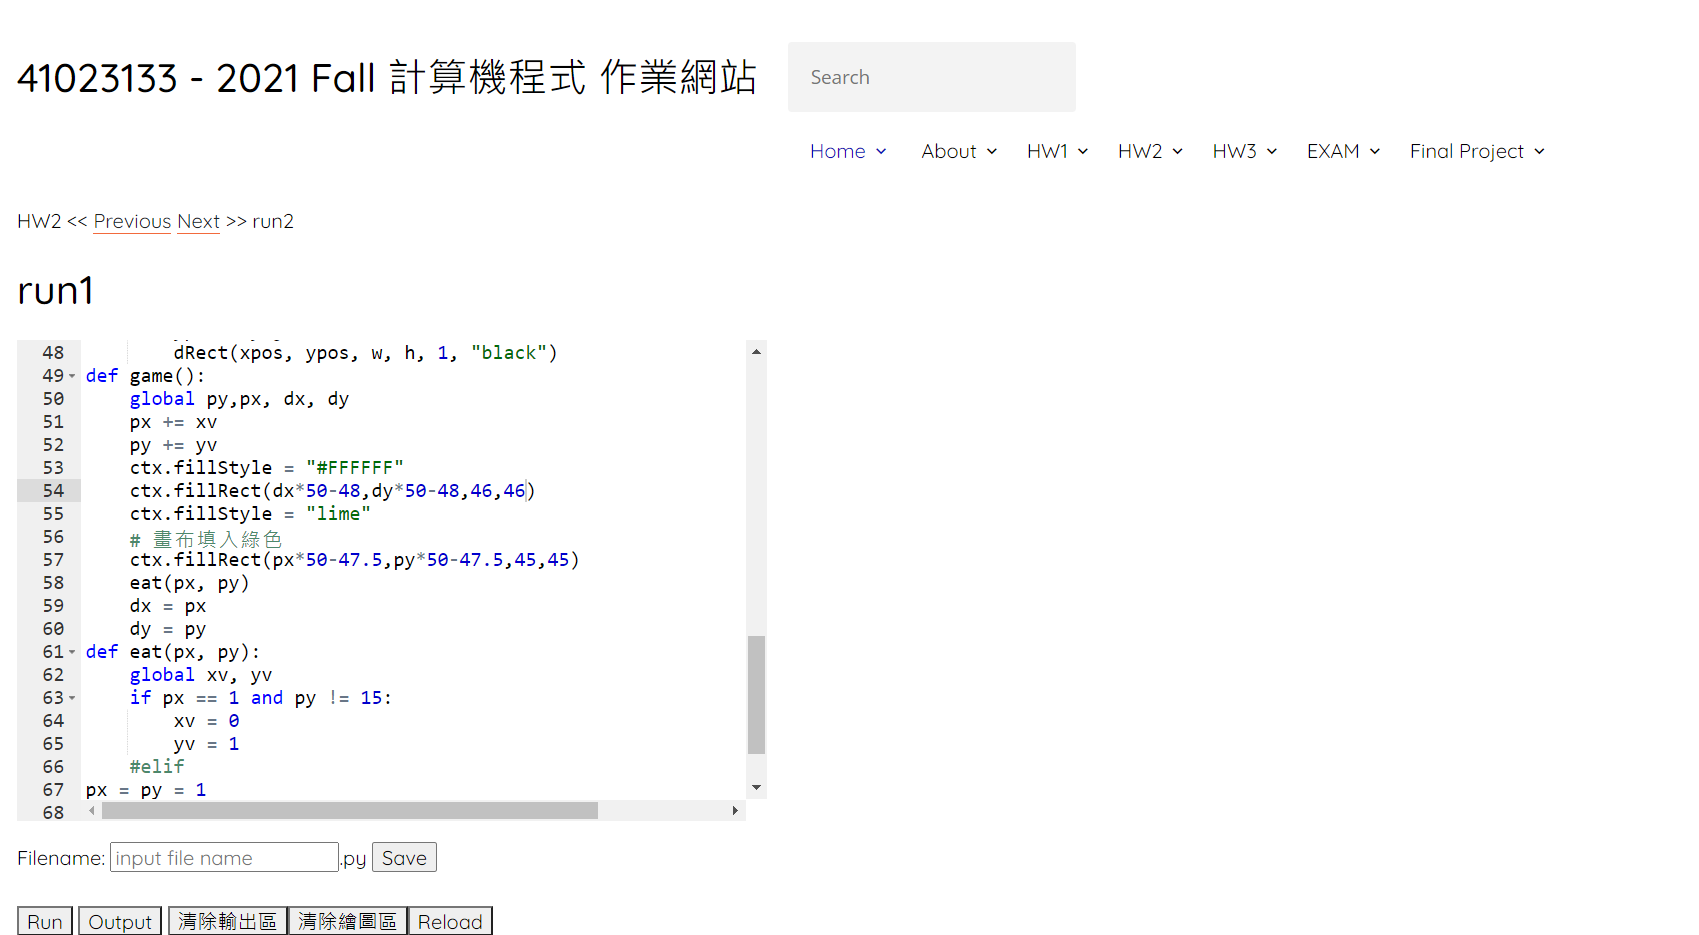 41023133 - 2021 Fall 計算機程式 作業網站
Search
Home About HW1 HW2 HW3 EXAM Final Project
HW2 << Previous Next >> run2
run1
48         dRect(xpos, ypos, w, h, 1, "black")
49 def game():
50     global py,px, dx, dy
51     px += xv
52     py += yv
53     ctx.fillStyle = "#FFFFFF"
54     ctx.fillRect(dx*50-48,dy*50-48,46,46)
55     ctx.fillStyle = "lime"
56     # 畫布填入綠色
57     ctx.fillRect(px*50-47.5,py*50-47.5,45,45)
58     eat(px, py)
59     dx = px
60     dy = py
61 def eat(px, py):
62     global xv, yv
63     if px == 1 and py != 15:
64         xv = 0
65         yv = 1
66     #elif
67 px = py = 1
68
Filename: input file name .py Save
Run Output 清除輸出區 清除繪圖區 Reload